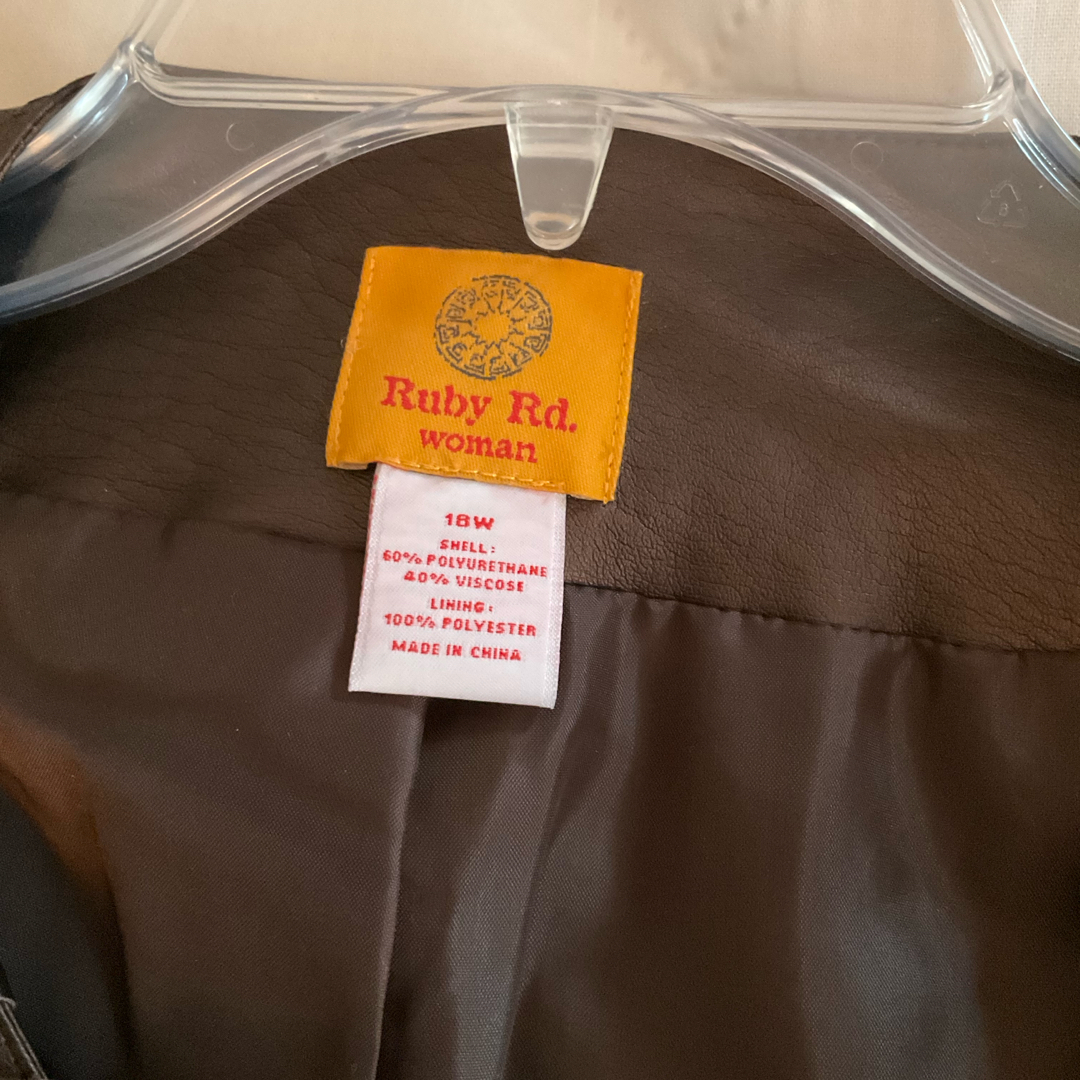 Ruby Rd.
woman
18W
SHELL:
60% POLYURETHANE
40% VISCOSE
LINING:
100% POLYESTER
MADE IN CHINA